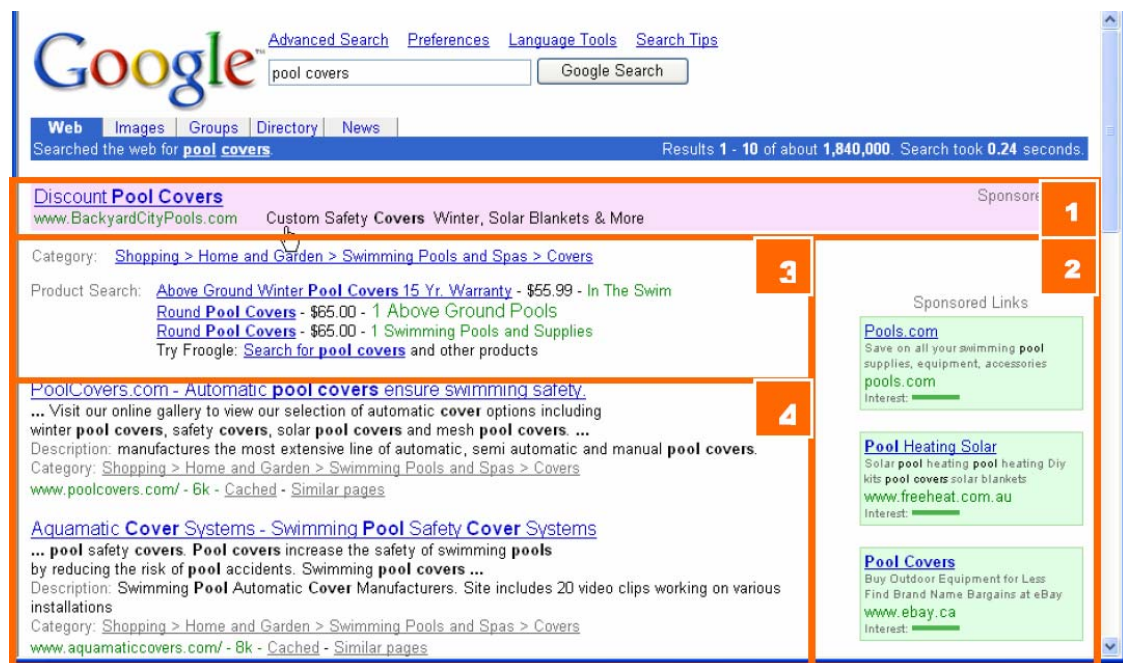 Google™
Advanced Search Preferences Language Tools Search Tips
pool covers Google Search
Web Images Groups Directory News
Searched the web for pool covers. Results 1 - 10 of about 1,840,000. Search took 0.24 seconds.
Discount Pool Covers
www.BackyardCityPools.com Custom Safety Covers Winter, Solar Blankets & More
1
2
3
Category: Shopping > Home and Garden > Swimming Pools and Spas > Covers
Product Search: Above Ground Winter Pool Covers 15 Yr. Warranty - $55.99 - In The Swim
Round Pool Covers - $65.00 - 1 Above Ground Pools
Round Pool Covers - $65.00 - 1 Swimming Pools and Supplies
Try Froogle: Search for pool covers and other products
4
PoolCovers.com - Automatic pool covers ensure swimming safety.
... Visit our online gallery to view our selection of automatic cover options including
winter pool covers, safety covers, solar pool covers and mesh pool covers. ...
Description: manufactures the most extensive line of automatic, semi automatic and manual pool covers.
Category: Shopping > Home and Garden > Swimming Pools and Spas > Covers
www.poolcovers.com/ - 6k - Cached - Similar pages
Aquamatic Cover Systems - Swimming Pool Safety Cover Systems
... pool safety covers. Pool covers increase the safety of swimming pools
by reducing the risk of pool accidents. Swimming pool covers ...
Description: Swimming Pool Automatic Cover Manufacturers. Site includes 20 video clips working on various
installations
Category: Shopping > Home and Garden > Swimming Pools and Spas > Covers
www.aquamaticcovers.com/ - 8k - Cached - Similar pages
Sponsored Links
Pools.com
Save on all your swimming pool
supplies, equipment, accessories
pools.com
Interest:
Pool Heating Solar
Solar pool heating pool heating Diy
kits pool covers solar blankets
www.freeheat.com.au
Interest:
Pool Covers
Buy Outdoor Equipment for Less
Find Brand Name Bargains at eBay
www.ebay.ca
Interest: